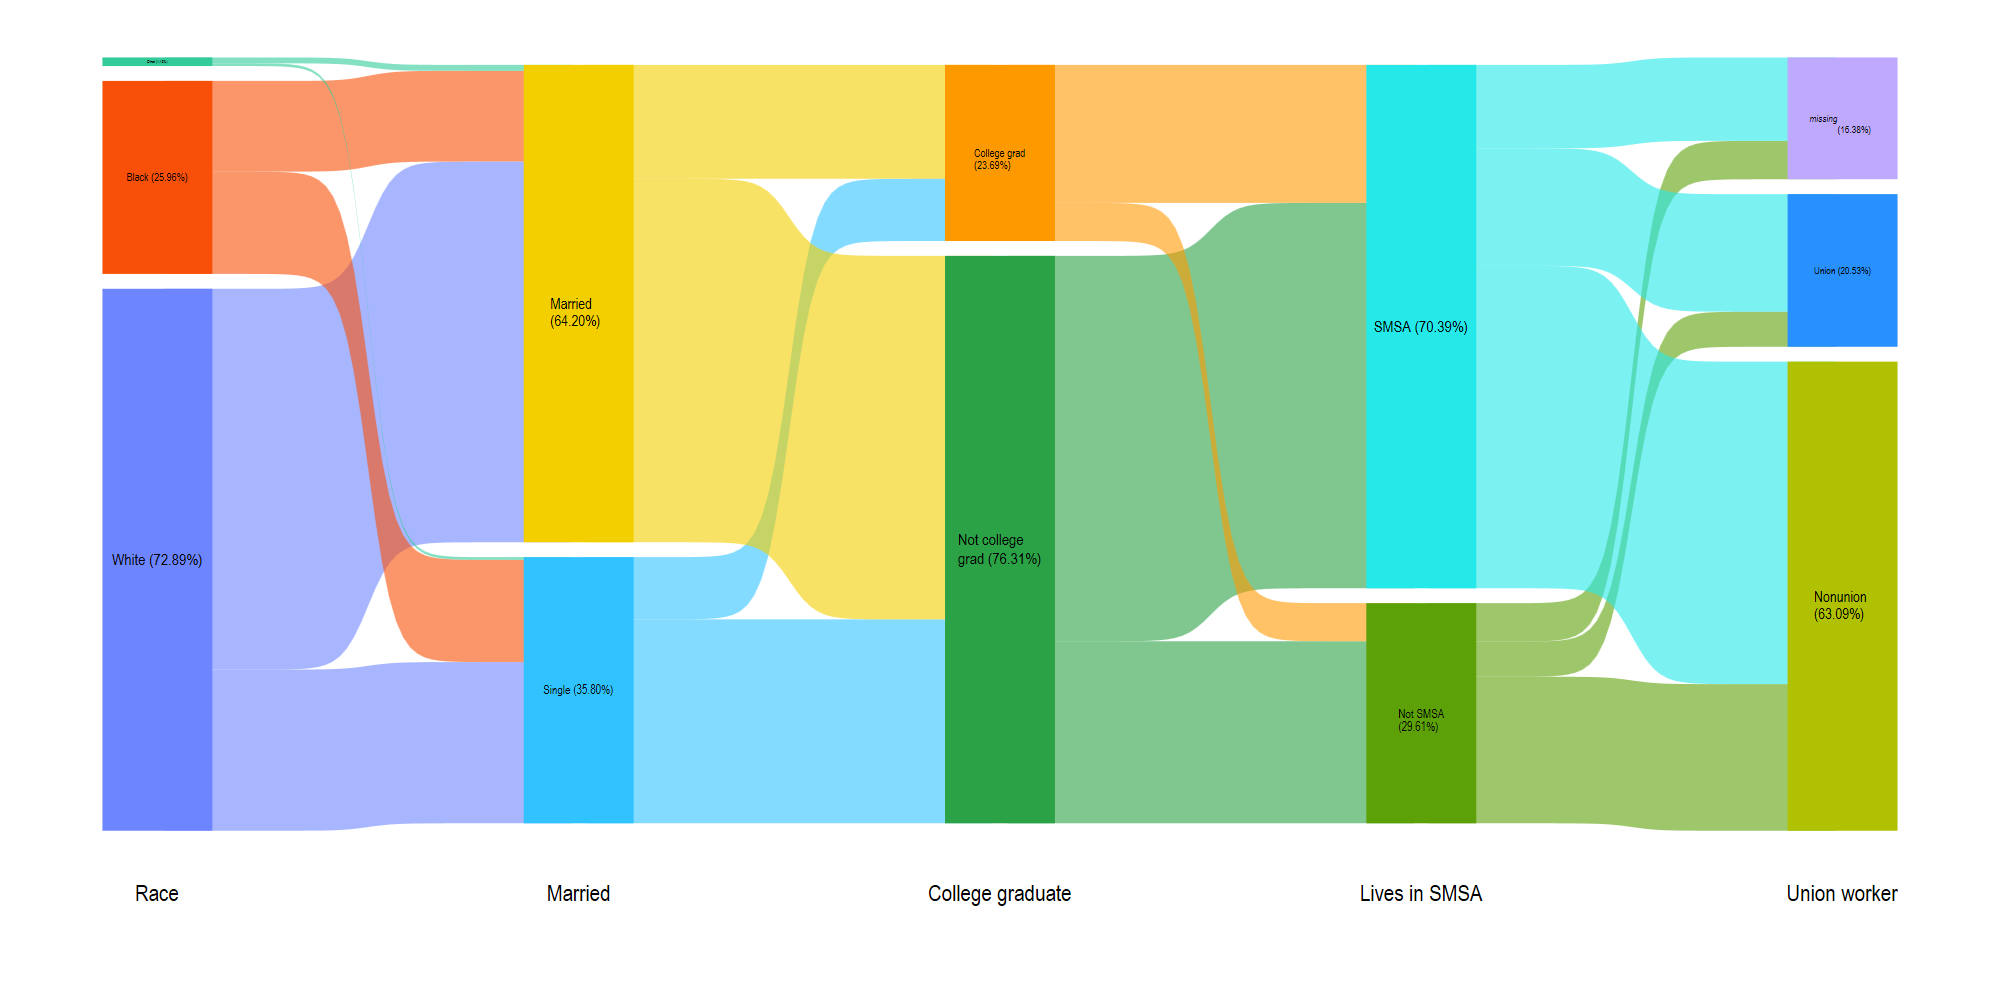 Black (25.96%)
White (72.89%)
Married
(64.20%)
Single (35.80%)
College grad
(23.69%)
Not college
grad (76.31%)
SMSA (70.39%)
Not SMSA
(29.61%)
missing
(16.38%)
Union (20.53%)
Nonunion
(63.09%)
Race
Married
College graduate
Lives in SMSA
Union worker